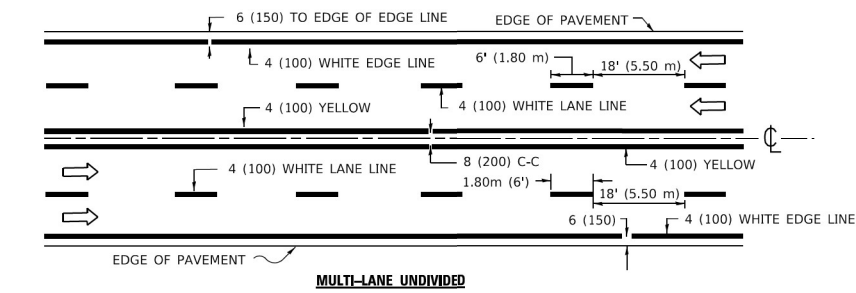 6 (150) TO EDGE OF EDGE LINE
EDGE OF PAVEMENT
4 (100) WHITE EDGE LINE
6' (1.80 m)
18' (5.50 m)
4 (100) YELLOW
4 (100) WHITE LANE LINE
℄
4 (100) WHITE LANE LINE
8 (200) C-C
4 (100) YELLOW
1.80m (6')
18' (5.50 m)
6 (150)
4 (100) WHITE EDGE LINE
EDGE OF PAVEMENT
MULTI-LANE UNDIVIDED